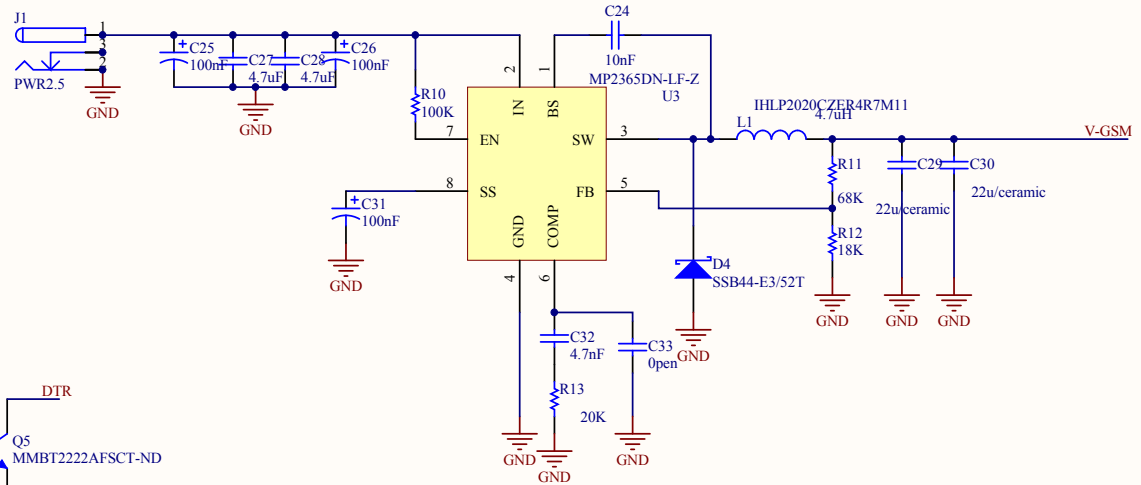 J1
1
3
2
PWR2.5
GND
C25
100nF
C27
4.7uF
C28
4.7uF
C26
100nF
GND
R10
100K
C24
10nF
MP2365DN-LF-Z
U3
2
1
IN
BS
7
EN
SW
3
8
SS
FB
5
GND
COMP
4
6
C31
100nF
GND
IHLP2020CZER4R7M11
4.7uH
L1
V-GSM
R11
68K
R12
18K
GND
C29
22u/ceramic
GND
C30
22u/ceramic
GND
D4
SSB44-E3/52T
GND
C32
4.7nF
C33
0pen
R13
20K
GND
GND
GND
DTR
Q5
MMBT2222AFSCT-ND